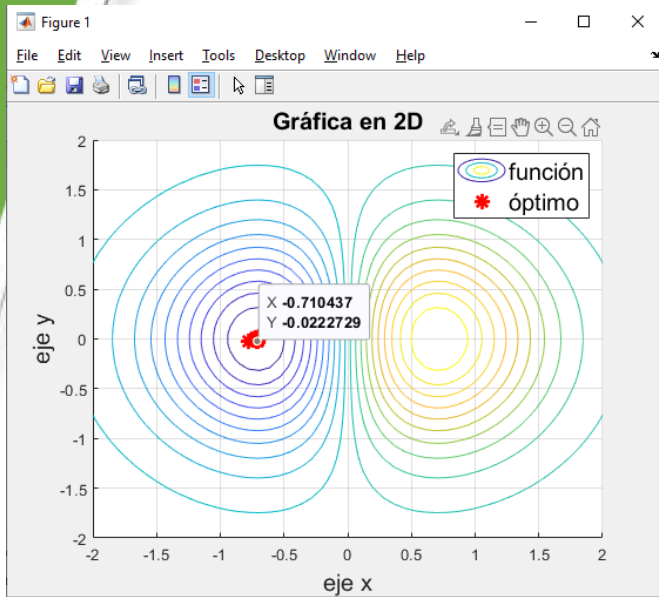 Figure 1
File Edit View Insert Tools Desktop Window Help
Gráfica en 2D
función
óptimo
X -0.710437
Y -0.0222729
2
1.5
1
0.5
0
-0.5
-1
-1.5
-2
eje y
-2 -1.5 -1 -0.5 0 0.5 1 1.5 2
eje x